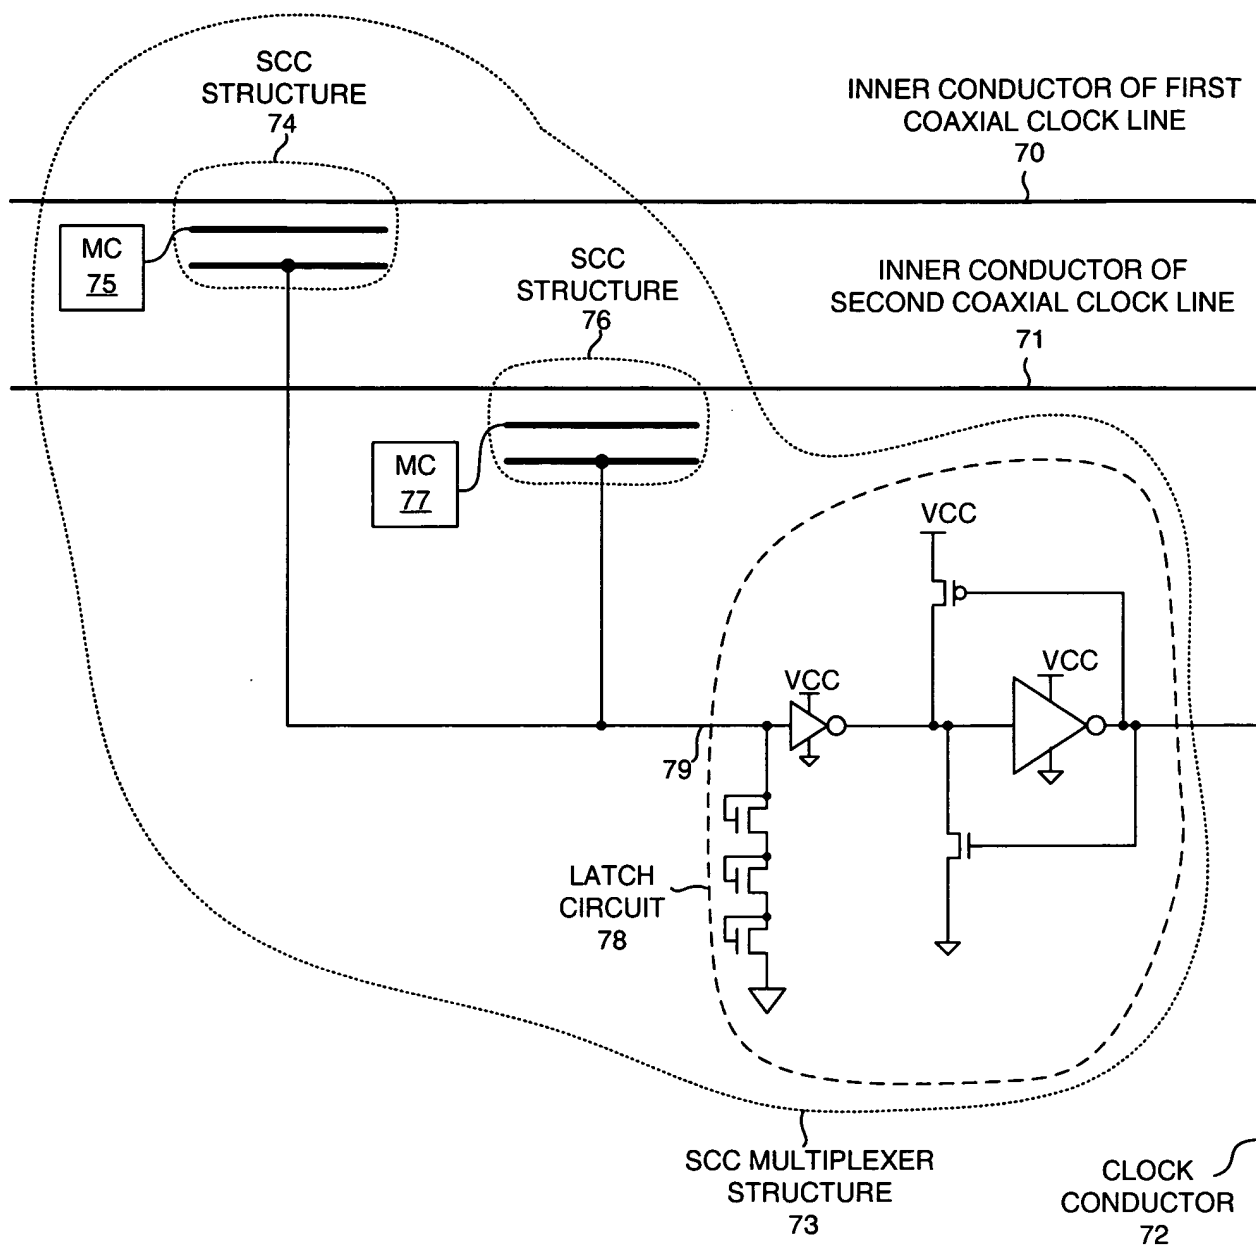 SCC
STRUCTURE
74
INNER CONDUCTOR OF FIRST
COAXIAL CLOCK LINE
70
MC
75
SCC
STRUCTURE
76
INNER CONDUCTOR OF
SECOND COAXIAL CLOCK LINE
71
MC
77
VCC
VCC
VCC
79
LATCH
CIRCUIT
78
SCC MULTIPLEXER
STRUCTURE
73
CLOCK
CONDUCTOR
72